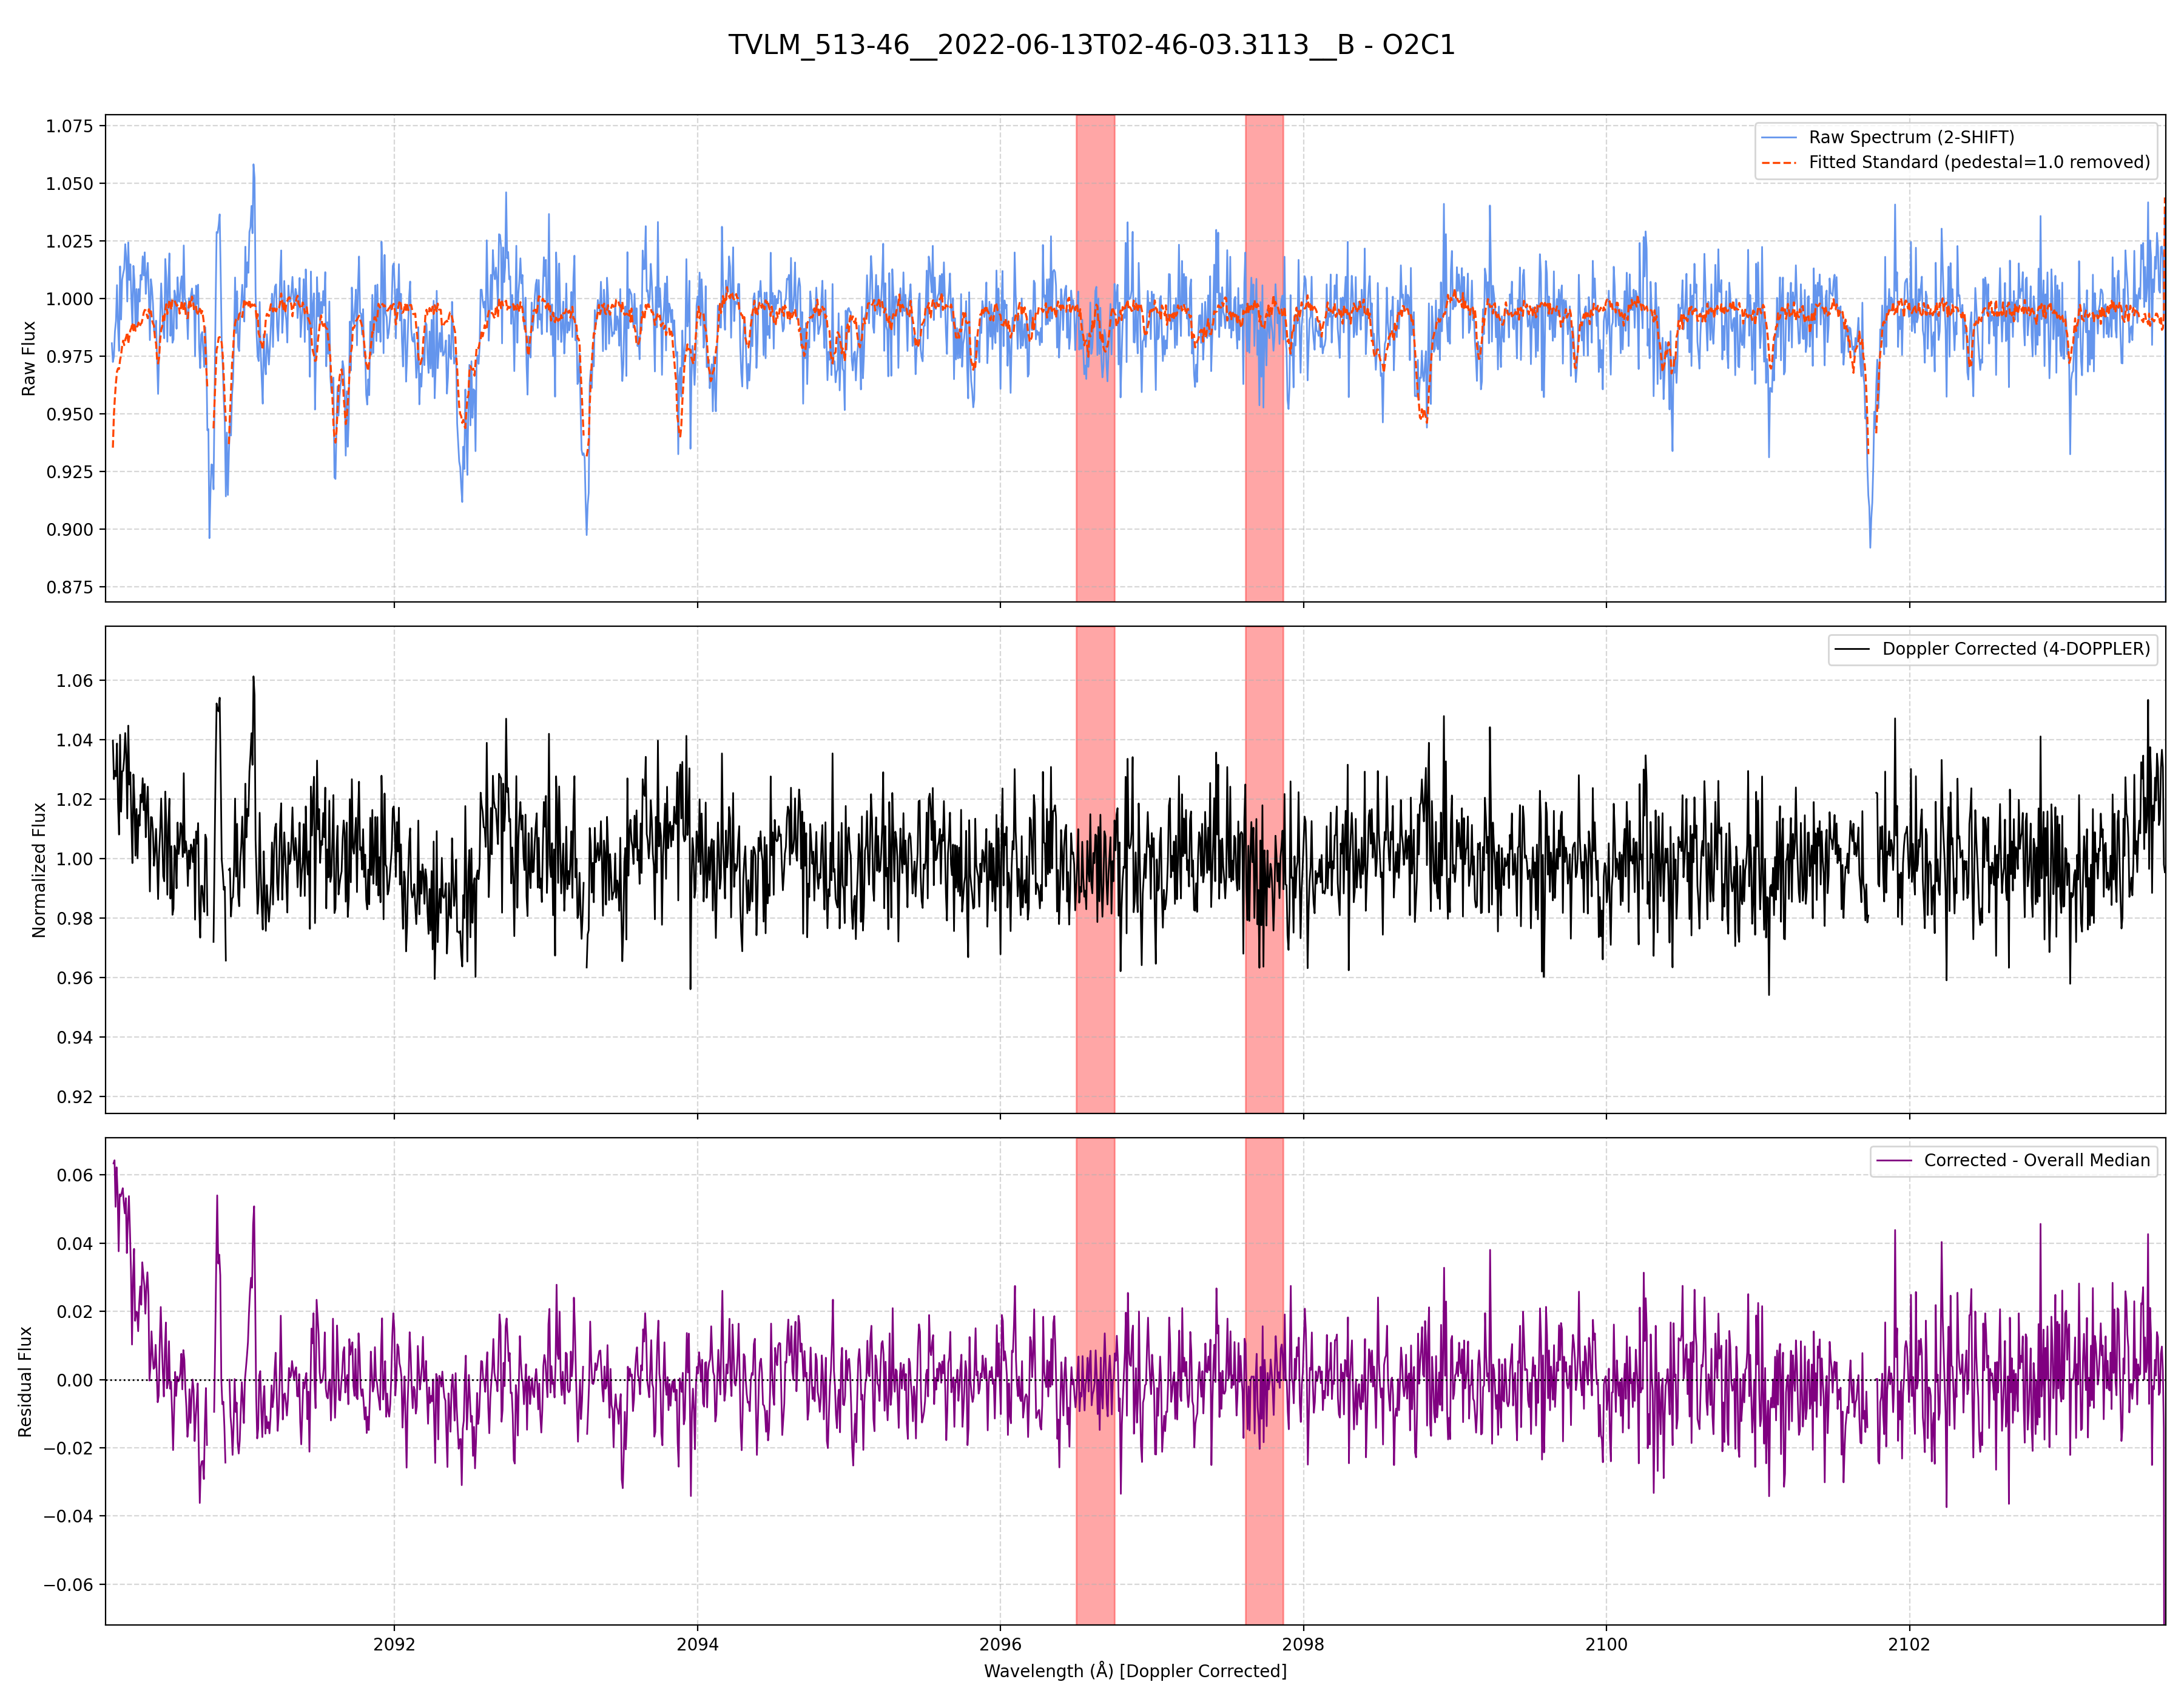 TVLM_513-46__2022-06-13T02-46-03.3113__B - O2C1
Raw Flux
1.075
1.050
1.025
1.000
0.975
0.950
0.925
0.900
0.875
Raw Spectrum (2-SHIFT)
Fitted Standard (pedestal=1.0 removed)
Normalized Flux
1.06
1.04
1.02
1.00
0.98
0.96
0.94
0.92
Doppler Corrected (4-DOPPLER)
Residual Flux
0.06
0.04
0.02
0.00
−0.02
−0.04
−0.06
Corrected - Overall Median
2092 2094 2096 2098 2100 2102
Wavelength (Å) [Doppler Corrected]